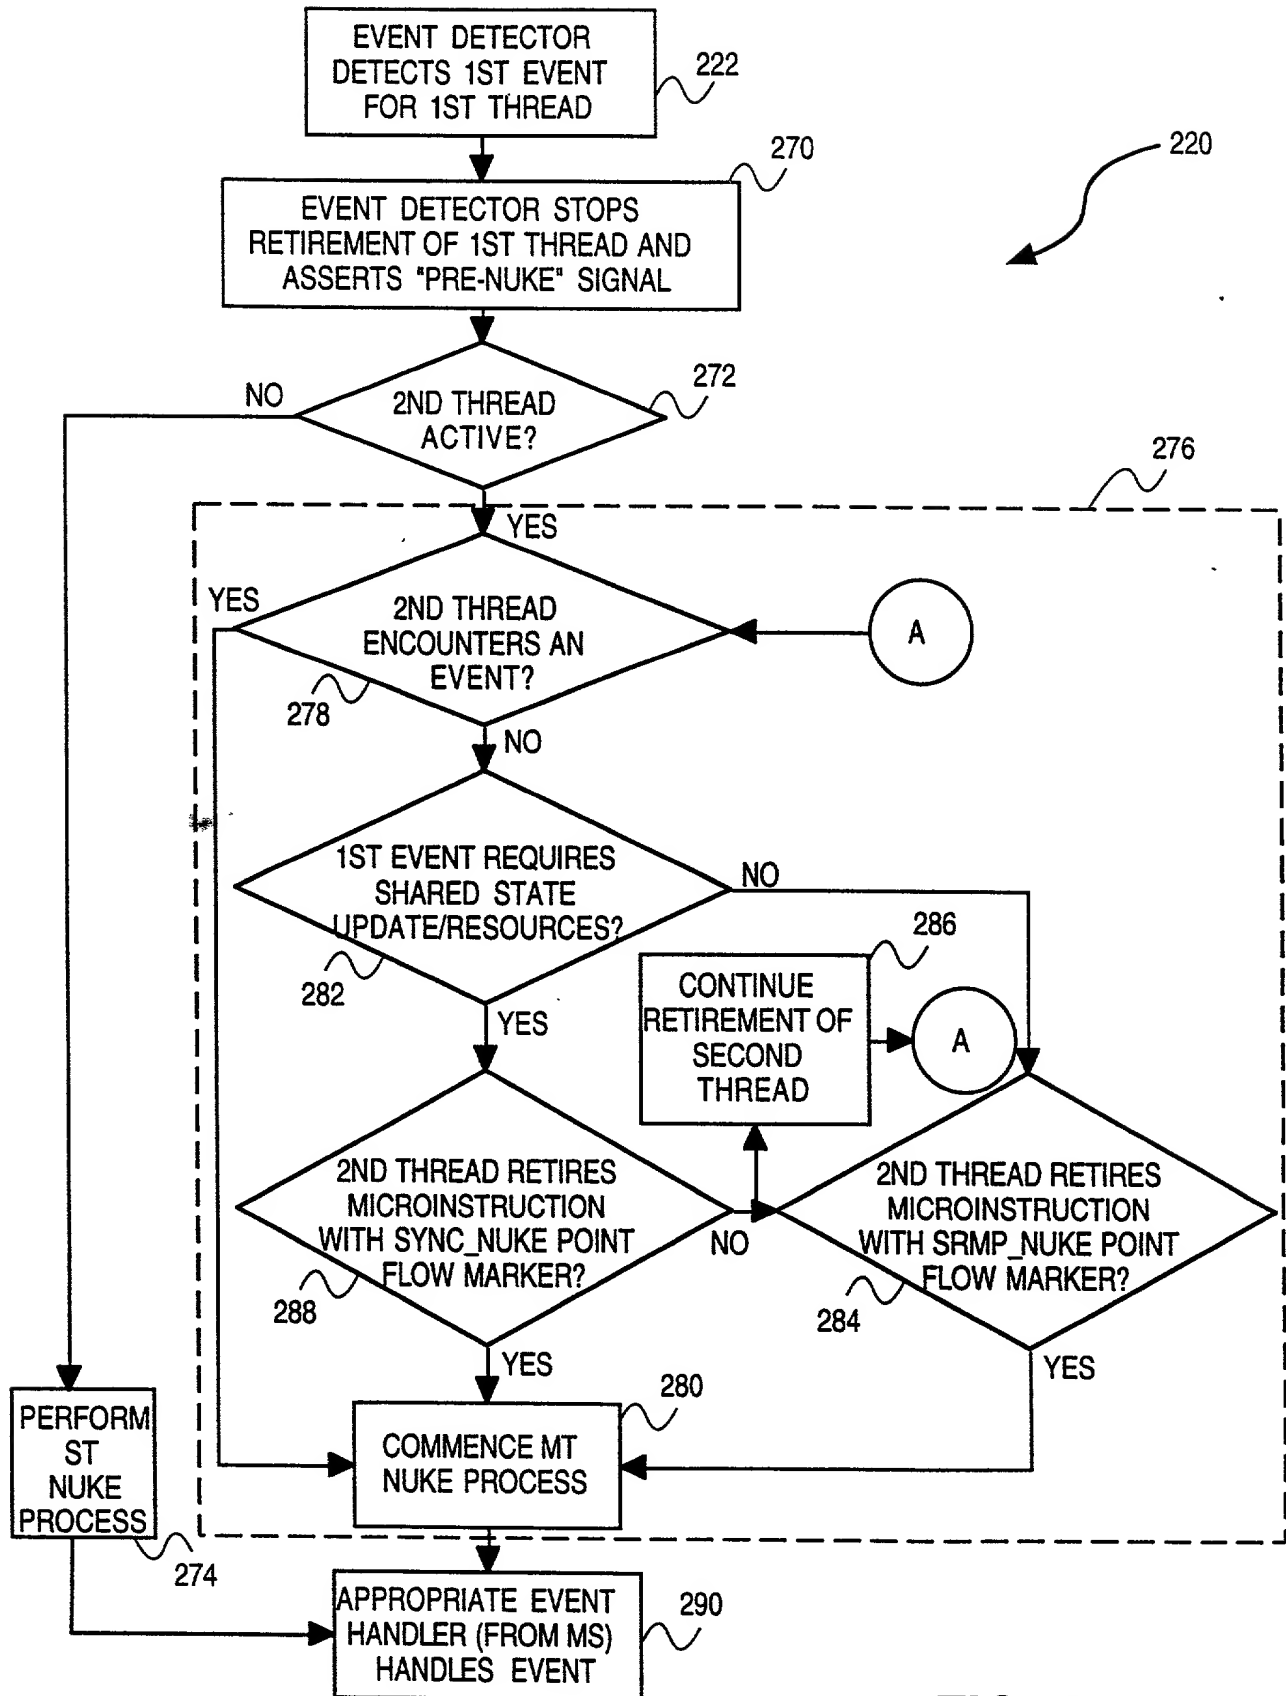 EVENT DETECTOR
DETECTS 1ST EVENT
FOR 1ST THREAD
222
220
270
EVENT DETECTOR STOPS
RETIREMENT OF 1ST THREAD AND
ASSERTS "PRE-NUKE" SIGNAL
272
NO
2ND THREAD
ACTIVE?
276
YES
YES
2ND THREAD
ENCOUNTERS AN
EVENT?
A
278
NO
1ST EVENT REQUIRES
SHARED STATE
UPDATE/RESOURCES?
NO
282
286
CONTINUE
RETIREMENT OF
SECOND
THREAD
A
YES
2ND THREAD RETIRES
MICROINSTRUCTION
WITH SYNC_NUKE POINT
FLOW MARKER?
NO
288
2ND THREAD RETIRES
MICROINSTRUCTION
WITH SRMP_NUKE POINT
FLOW MARKER?
284
YES
YES
280
COMMENCE MT
NUKE PROCESS
PERFORM
ST
NUKE
PROCESS
274
APPROPRIATE EVENT
HANDLER (FROM MS)
HANDLES EVENT
290